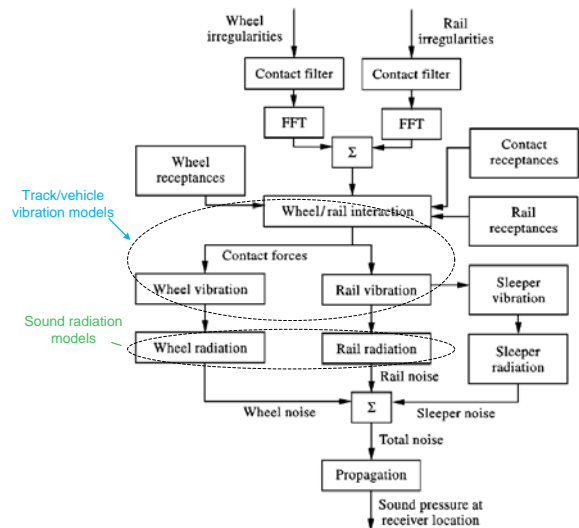 Wheel
irregularities
Rail
irregularities
Contact filter
Contact filter
FFT
FFT
Σ
Wheel
receptances
Contact
receptances
Track/vehicle
vibration models
Wheel/rail interaction
Rail
receptances
Contact forces
Wheel vibration
Rail vibration
Sleeper
vibration
Sound radiation
models
Wheel radiation
Rail radiation
Sleeper
radiation
Rail noise
Wheel noise
Σ
Sleeper noise
Total noise
Propagation
Sound pressure at
receiver location